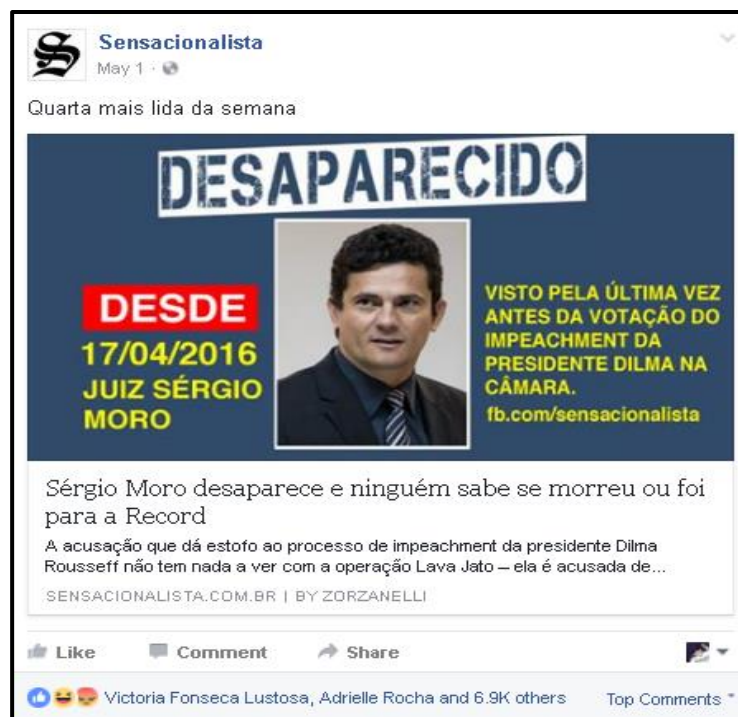 Sensacionalista
May 1 ·
Quarta mais lida da semana
DESAPARECIDO
DESDE
17/04/2016
JUIZ SÉRGIO
MORO
VISTO PELA ÚLTIMA VEZ
ANTES DA VOTAÇÃO DO
IMPEACHMENT DA
PRESIDENTE DILMA NA
CÂMARA.
fb.com/sensacionalista
Sérgio Moro desaparece e ninguém sabe se morreu ou foi
para a Record
A acusação que dá estofo ao processo de impeachment da presidente Dilma
Rousseff não tem nada a ver com a operação Lava Jato – ela é acusada de...
SENSACIONALISTA.COM.BR | BY ZORZANELLI
Like Comment Share
Victoria Fonseca Lustosa, Adrielle Rocha and 6.9K others Top Comments